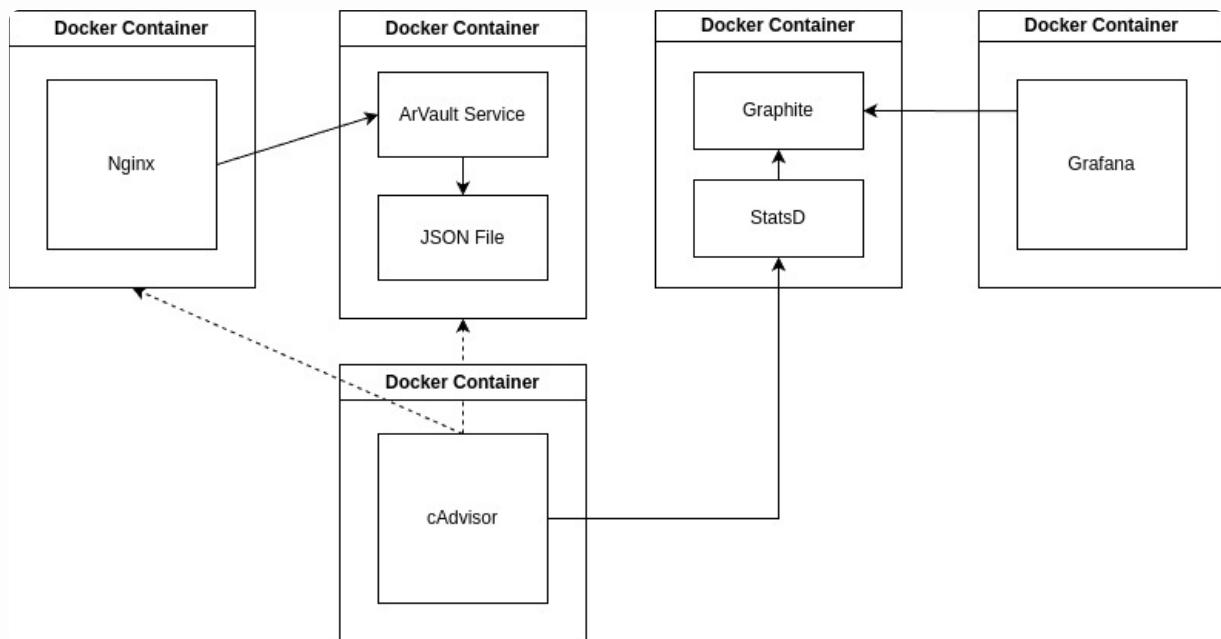 Docker Container
Nginx
Docker Container
ArVault Service
JSON File
Docker Container
Graphite
StatsD
Docker Container
Grafana
Docker Container
cAdvisor